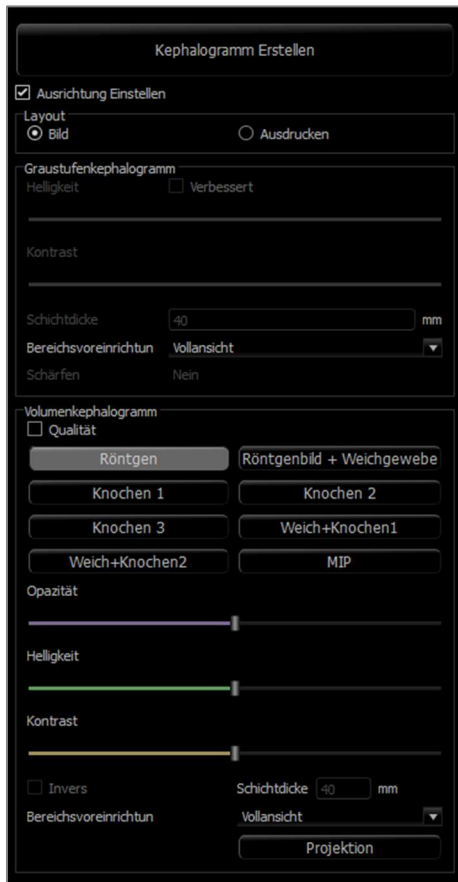 Kephalogramm Erstellen
Ausrichtung Einstellen
Layout
Bild Ausdrucken
Graustufenkephalogramm
Helligkeit Verbessert
Kontrast
Schichtdicke 40 mm
Bereichsvoreinrichtun Vollansicht
Schärfen Nein
Volumenkephalogramm
Qualität
Röntgen Röntgenbild + Weichgewebe
Knochen 1 Knochen 2
Knochen 3 Weich+Knochen1
Weich+Knochen2 MIP
Opazität
Helligkeit
Kontrast
Invers Schichtdicke 40 mm
Bereichsvoreinrichtun Vollansicht
Projektion